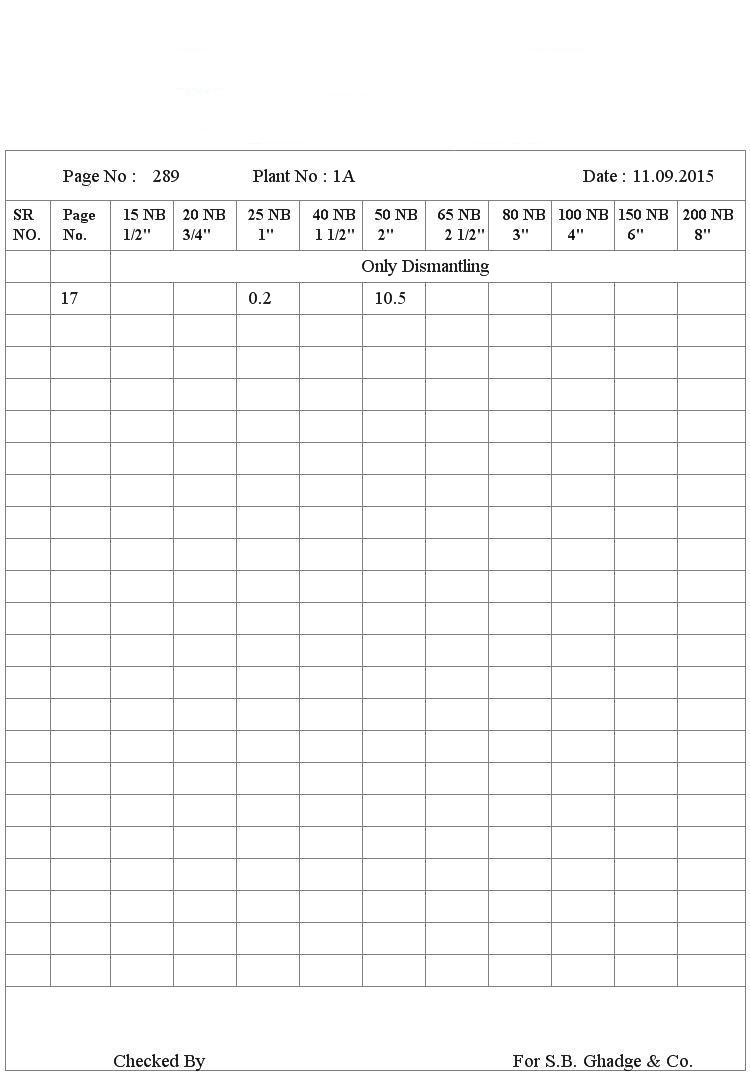 Page No : 289 Plant No : 1A Date : 11.09.2015
SR Page 15 NB 20 NB 25 NB 40 NB 50 NB 65 NB 80 NB 100 NB 150 NB 200 NB
NO. No. 1/2" 3/4" 1" 1 1/2" 2" 2 1/2" 3" 4" 6" 8"
Only Dismantling
17 0.2 10.5
Checked By For S.B. Ghadge & Co.